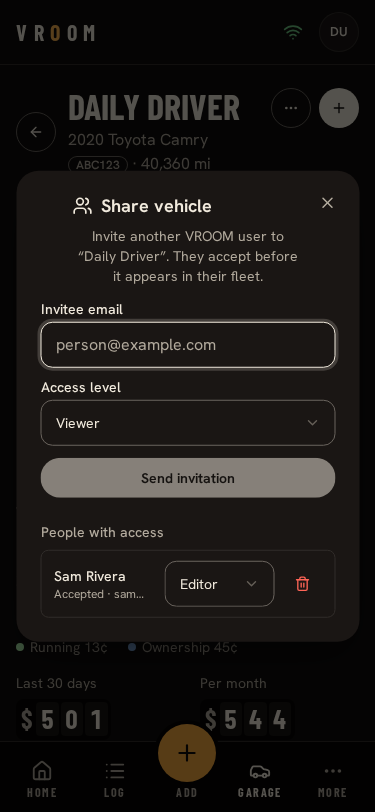 VROOM
DU
DAILY DRIVER
2020 Toyota Camry
ABC123 · 40,360 mi
Share vehicle
Invite another VROOM user to
“Daily Driver”. They accept before
it appears in their fleet.
Invitee email
person@example.com
Access level
Viewer
Send invitation
People with access
Sam Rivera
Accepted · sam...
Editor
Running 13¢ Ownership 45¢
Last 30 days Per month
$501 $544
HOME LOG ADD GARAGE MORE